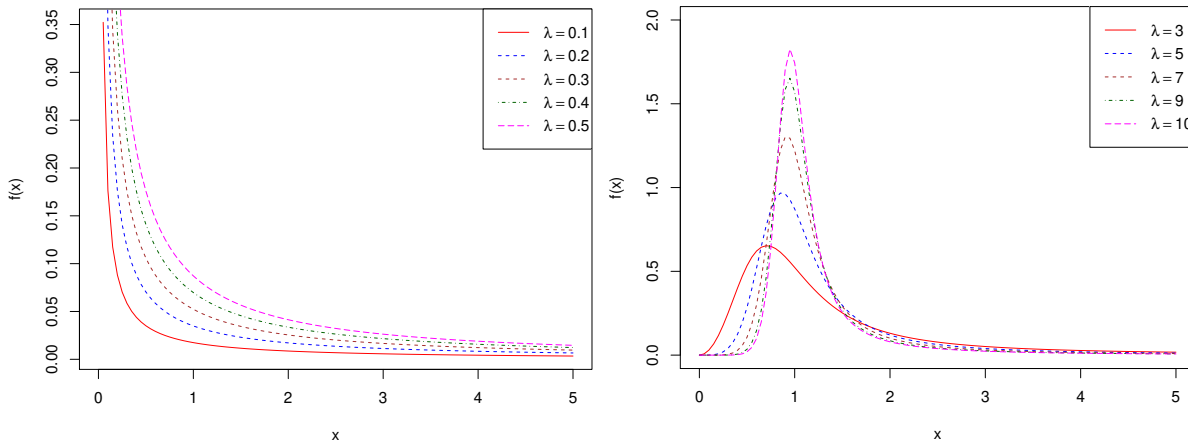 0.35
0.30
0.25
0.20
0.15
0.10
0.05
0.00
f(x)
0 1 2 3 4 5
x
λ = 0.1
λ = 0.2
λ = 0.3
λ = 0.4
λ = 0.5
2.0
1.5
1.0
0.5
0.0
f(x)
0 1 2 3 4 5
x
λ = 3
λ = 5
λ = 7
λ = 9
λ = 10